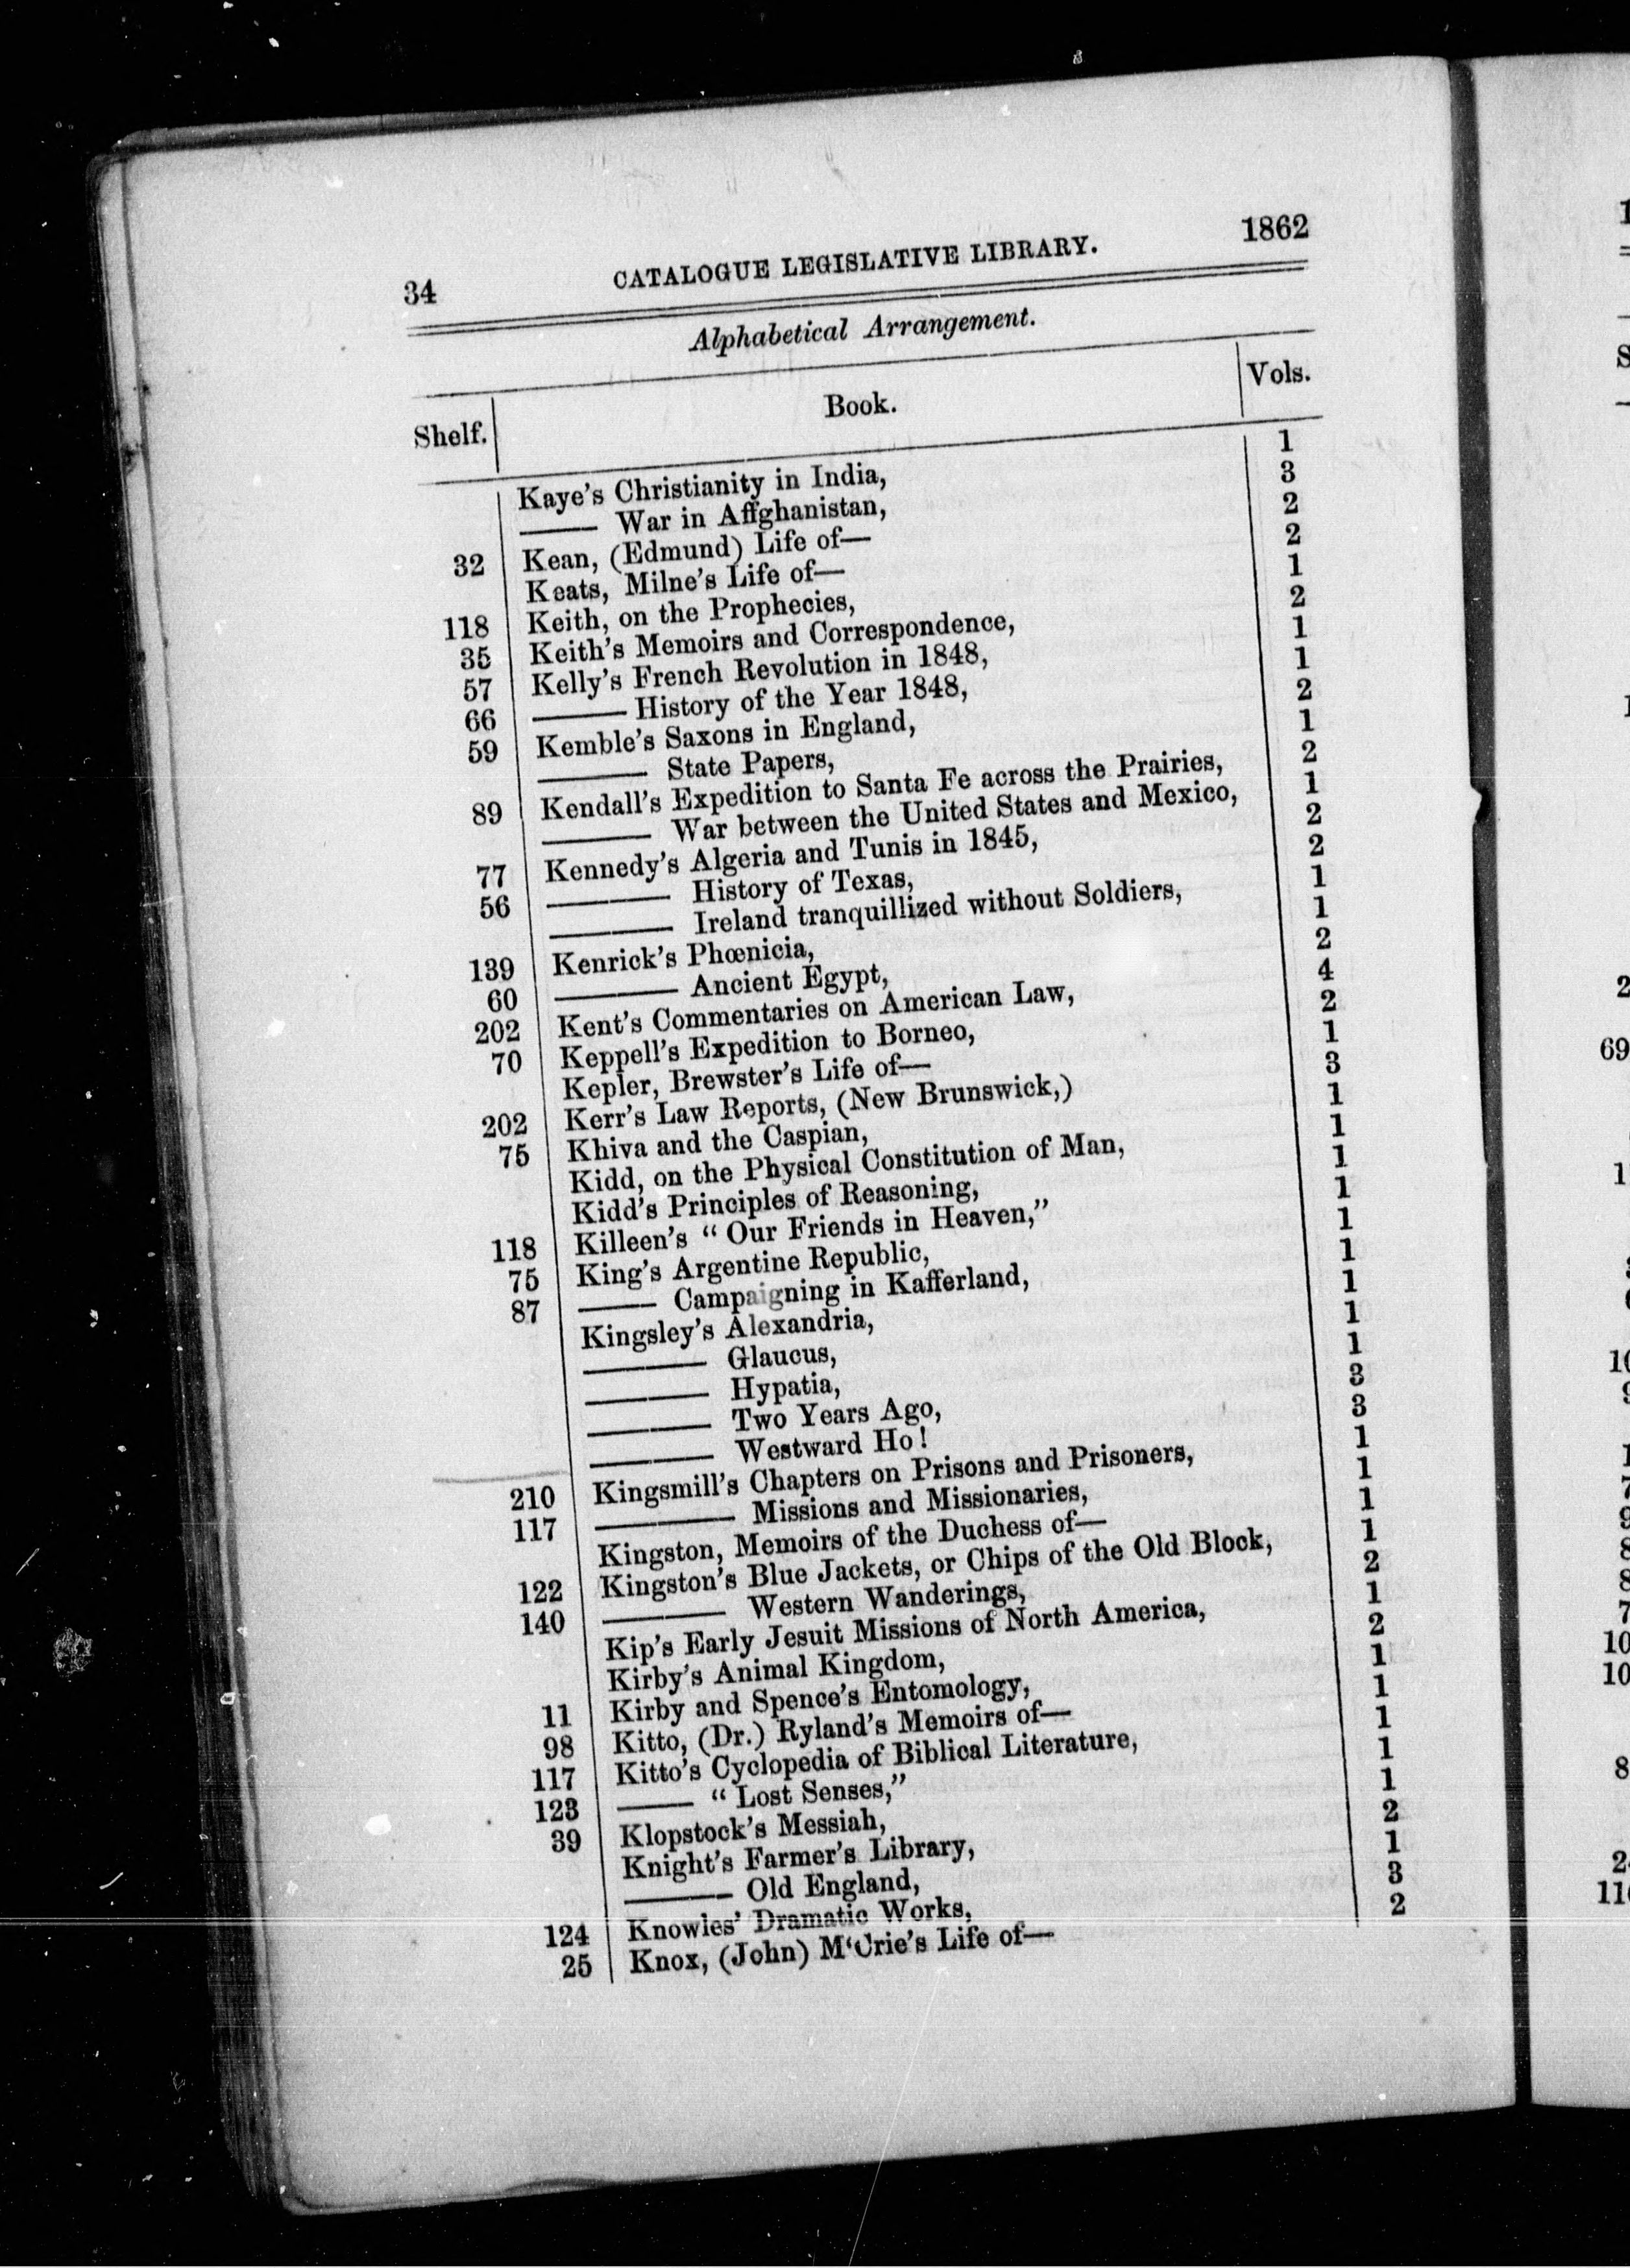 34 CATALOGUE LEGISLATIVE LIBRARY. 1862
Alphabetical Arrangement.
Shelf. Book. Vols.
Kaye's Christianity in India, 1
——— War in Affghanistan, 3
32 Kean, (Edmund) Life of— 2
Keats, Milne's Life of— 2
118 Keith, on the Prophecies, 1
35 Keith's Memoirs and Correspondence, 2
57 Kelly's French Revolution in 1848, 1
66 ——— History of the Year 1848, 1
59 Kemble's Saxons in England, 2
——— State Papers, 1
89 Kendall's Expedition to Santa Fe across the Prairies, 2
——— War between the United States and Mexico, 1
77 Kennedy's Algeria and Tunis in 1845, 2
56 ——— History of Texas, 2
——— Ireland tranquillized without Soldiers, 1
139 Kenrick's Phœnicia, 1
60 ——— Ancient Egypt, 2
202 Kent's Commentaries on American Law, 4
70 Keppell's Expedition to Borneo, 2
Kepler, Brewster's Life of— 1
202 Kerr's Law Reports, (New Brunswick,) 3
75 Khiva and the Caspian, 1
Kidd, on the Physical Constitution of Man, 1
Kidd's Principles of Reasoning, 1
118 Killeen's “ Our Friends in Heaven,” 1
75 King's Argentine Republic, 1
87 ——— Campaigning in Kafferland, 1
Kingsley's Alexandria, 1
——— Glaucus, 1
——— Hypatia, 1
——— Two Years Ago, 3
——— Westward Ho! 3
210 Kingsmill's Chapters on Prisons and Prisoners, 1
117 ——— Missions and Missionaries, 1
Kingston, Memoirs of the Duchess of— 1
122 Kingston's Blue Jackets, or Chips of the Old Block, 1
140 ——— Western Wanderings, 2
Kip's Early Jesuit Missions of North America, 1
Kirby's Animal Kingdom, 2
11 Kirby and Spence's Entomology, 1
98 Kitto, (Dr.) Ryland's Memoirs of— 1
117 Kitto's Cyclopedia of Biblical Literature, 1
123 ——— “ Lost Senses,” 1
39 Klopstock's Messiah, 1
Knight's Farmer's Library, 2
——— Old England, 1
124 Knowles' Dramatic Works, 3
25 Knox, (John) M‘Crie's Life of— 2